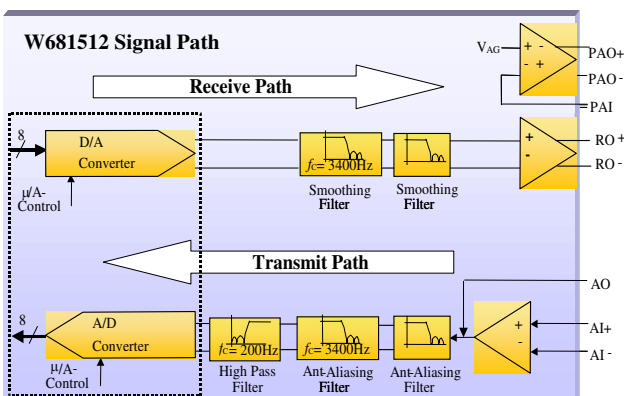 W681512 Signal Path
VAG
+ -
- +
PAO+
PAO-
PAI
Receive Path
8
D/A
Converter
μ/A-
Control
fc= 3400Hz
Smoothing
Filter
Smoothing
Filter
+
-
RO+
RO-
Transmit Path
8
A/D
Converter
μ/A-
Control
fc= 200Hz
High Pass
Filter
fc= 3400Hz
Ant-Aliasing
Filter
Ant-Aliasing
Filter
+
-
AO
AI+
AI-